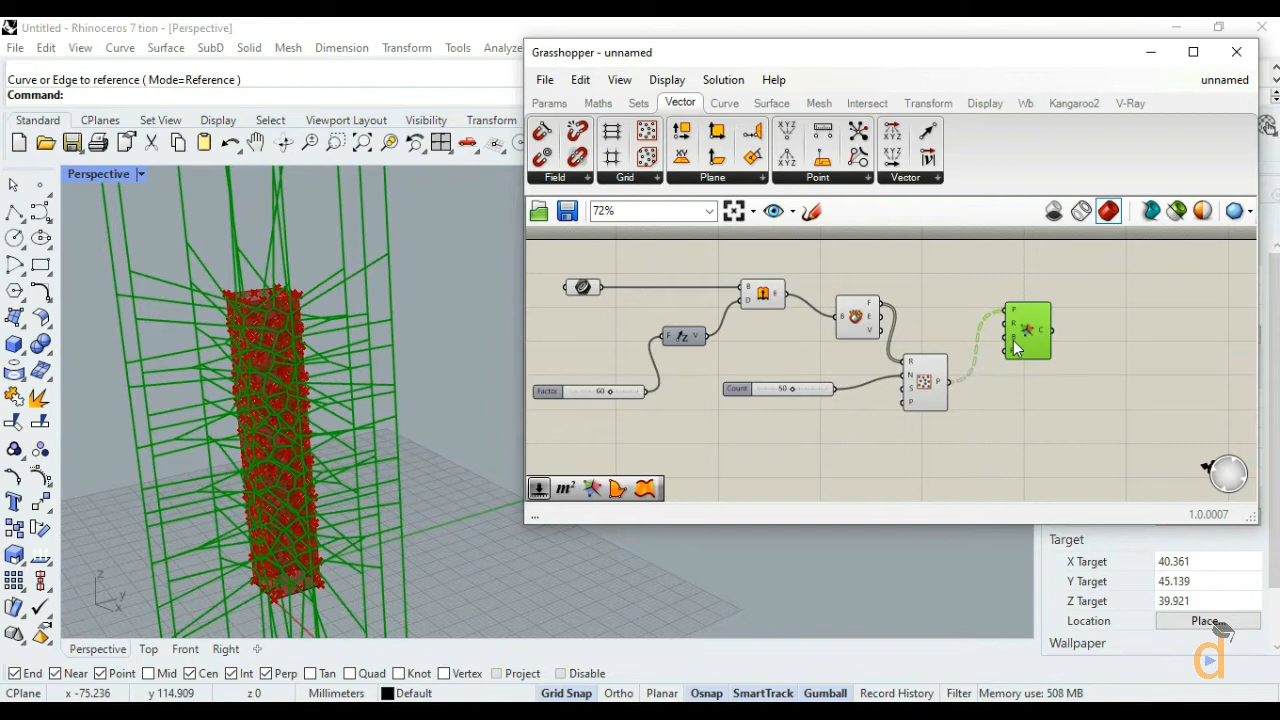 Untitled - Rhinoceros 7 tion - [Perspective]
File Edit View Curve Surface SubD Solid Mesh Dimension Transform Tools Analyze
Curve or Edge to reference ( Mode=Reference )
Command:
Standard CPlanes Set View Display Select Viewport Layout Visibility Transform
Perspective
Grasshopper - unnamed
File Edit View Display Solution Help unnamed
Params Maths Sets Vector Curve Surface Mesh Intersect Transform Display Wb Kangaroo2 V-Ray
Field Grid Plane Point Vector
72%
B D E
F V
B F E V
Factor 60
Count 50
R N S P P
P R C
m²
... 1.0.0007
z y x
Target
X Target 40.361
Y Target 45.139
Z Target 39.921
Location Place...
Wallpaper
Perspective Top Front Right
End Near Point Mid Cen Int Perp Tan Quad Knot Vertex Project Disable
CPlane x -75.236 y 114.909 z 0 Millimeters Default Grid Snap Ortho Planar Osnap SmartTrack Gumball Record History Filter Memory use: 508 MB